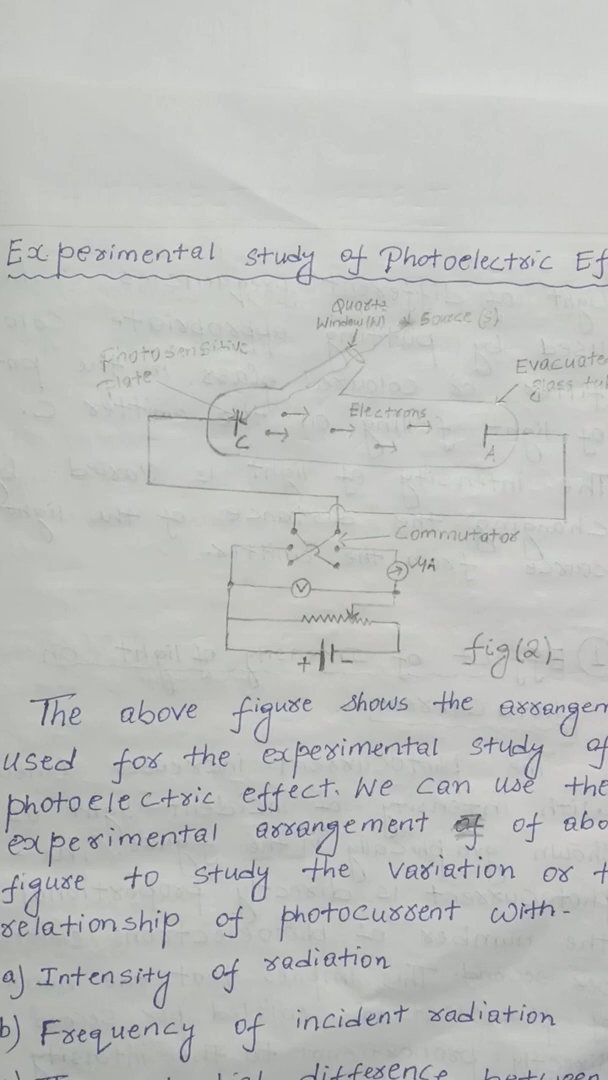 Experimental study of Photoelectric Ef
Quartz
Window(W)
Source (S)
Photosensitive
Plate
Evacuate
glass tu
Electrons
C
A
Commutator
μA
V
+ -
fig(2)
The above figure shows the arrangem
used for the experimental study of
photoelectric effect. We can use the
experimental arrangement of of abo
figure to study the variation or t
relationship of photocurrent with-
a) Intensity of radiation
b) Frequency of incident radiation
difference between